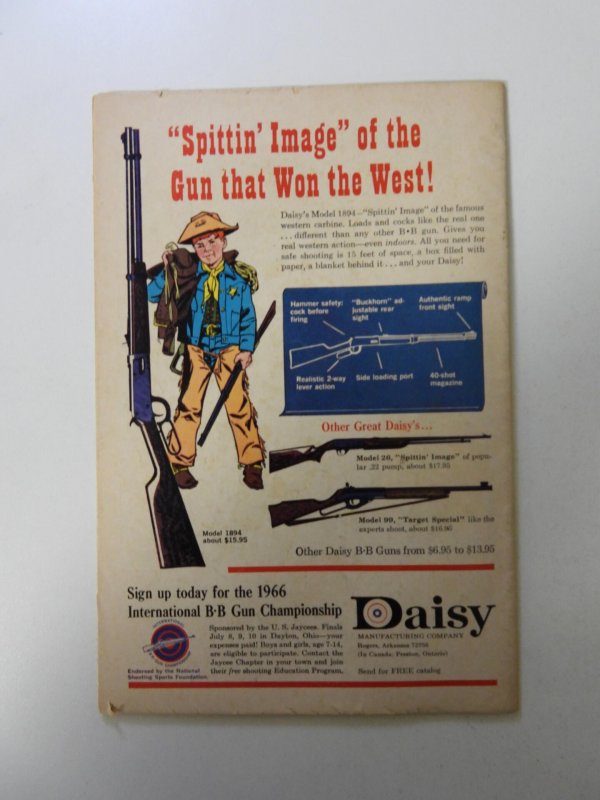 "Spittin' Image" of the
Gun that Won the West!
Daisy's Model 1894—"Spittin' Image" of the famous
western carbine. Loads and cocks like the real one
. . . different than any other B•B gun. Gives you
real western action—even indoors. All you need for
safe shooting is 15 feet of space, a box filled with
paper, a blanket behind it . . . and your Daisy!
Hammer safety:
cock before
firing
"Buckhorn" ad-
justable rear
sight
Authentic ramp
front sight
Realistic 2-way
lever action
Side loading port
40-shot
magazine
Other Great Daisy's...
Model 26, "Spittin' Image" of popu-
lar .22 pump, about $17.95
Model 99, "Target Special" like the
experts shoot, about $16.95
Model 1894
about $15.95
Other Daisy B•B Guns from $6.95 to $13.95
Sign up today for the 1966
International B•B Gun Championship
INTERNATIONAL
Endorsed by the National
Shooting Sports Foundation
Sponsored by the U. S. Jaycees. Finals
July 8, 9, 10 in Dayton, Ohio—your
expenses paid! Boys and girls, age 7-14,
are eligible to participate. Contact the
Jaycee Chapter in your town and join
their free shooting Education Program.
Daisy
MANUFACTURING COMPANY
Rogers, Arkansas 72756
(In Canada: Preston, Ontario)
Send for FREE catalog